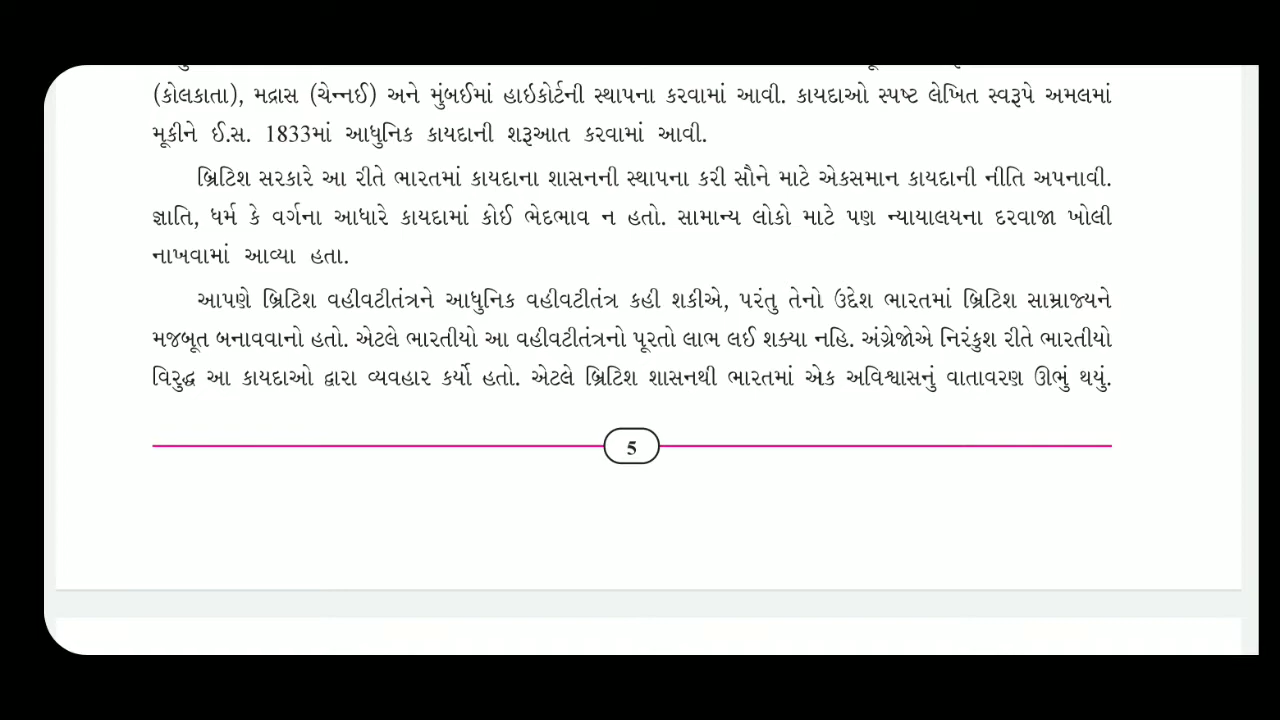 (કોલકાતા), મદ્રાસ (ચેન્નઈ) અને મુંબઈમાં હાઇકોર્ટની સ્થાપના કરવામાં આવી. કાયદાઓ સ્પષ્ટ લેખિત સ્વરૂપે અમલમાં
મૂકીને ઈ.સ. 1833માં આધુનિક કાયદાની શરૂઆત કરવામાં આવી.
બ્રિટિશ સરકારે આ રીતે ભારતમાં કાયદાના શાસનની સ્થાપના કરી સૌને માટે એકસમાન કાયદાની નીતિ અપનાવી.
જ્ઞાતિ, ધર્મ કે વર્ગના આધારે કાયદામાં કોઈ ભેદભાવ ન હતો. સામાન્ય લોકો માટે પણ ન્યાયાલયના દરવાજા ખોલી
નાખવામાં આવ્યા હતા.
આપણે બ્રિટિશ વહીવટીતંત્રને આધુનિક વહીવટીતંત્ર કહી શકીએ, પરંતુ તેનો ઉદ્દેશ ભારતમાં બ્રિટિશ સામ્રાજ્યને
મજબૂત બનાવવાનો હતો. એટલે ભારતીયો આ વહીવટીતંત્રનો પૂરતો લાભ લઈ શક્યા નહિ. અંગ્રેજોએ નિરંકુશ રીતે ભારતીયો
વિરુદ્ધ આ કાયદાઓ દ્વારા વ્યવહાર કર્યો હતો. એટલે બ્રિટિશ શાસનથી ભારતમાં એક અવિશ્વાસનું વાતાવરણ ઊભું થયું.
5